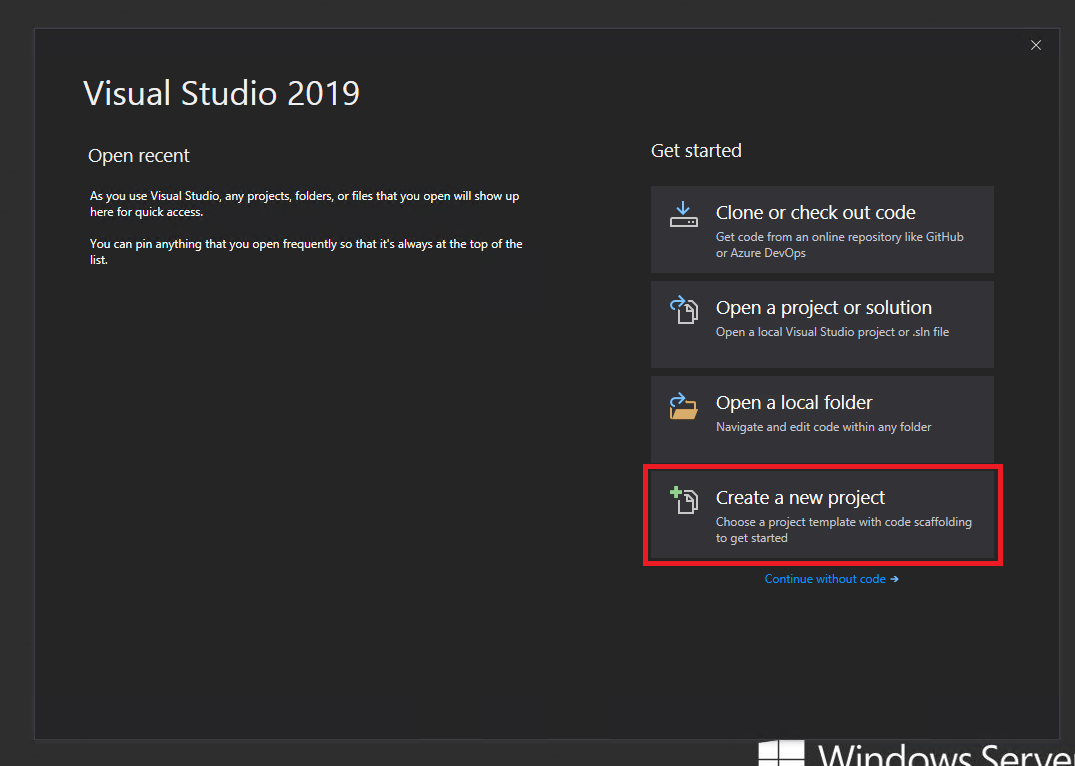 Visual Studio 2019
Open recent
As you use Visual Studio, any projects, folders, or files that you open will show up
here for quick access.
You can pin anything that you open frequently so that it's always at the top of the
list.
Get started
Clone or check out code
Get code from an online repository like GitHub
or Azure DevOps
Open a project or solution
Open a local Visual Studio project or .sln file
Open a local folder
Navigate and edit code within any folder
Create a new project
Choose a project template with code scaffolding
to get started
Continue without code →
Windows Server